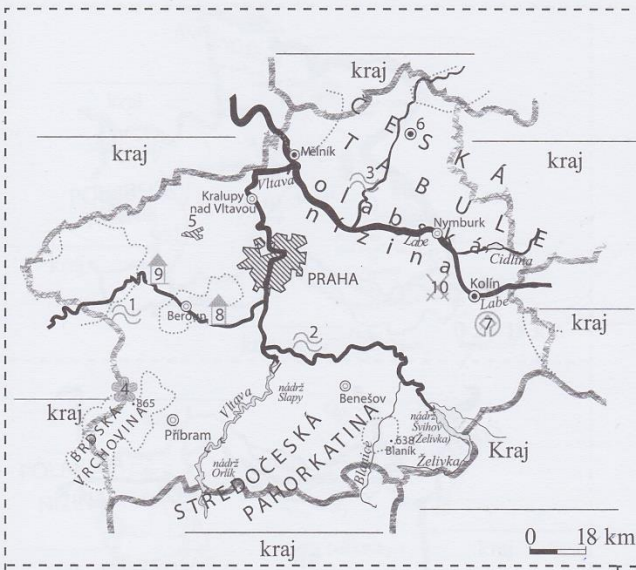 kraj
kraj
kraj
6
Mělník
3
ČESKÁ TABULE
Vltava
Kralupy
nad Vltavou
5
Polabská nížina
Nymburk
Labe
Cidlina
PRAHA
9
1
10
Kolín
Labe
8
Beroun
7
kraj
2
4
865
kraj
BRDSKÁ
VRCHOVINA
Příbram
Vltava
nádrž
Slapy
Benešov
nádrž
Švihov
(Želivka)
Kraj
638
Blaník
Želivka
Blanice
nádrž
Orlík
STŘEDOČESKÁ
PAHORKATINA
kraj
0 18 km